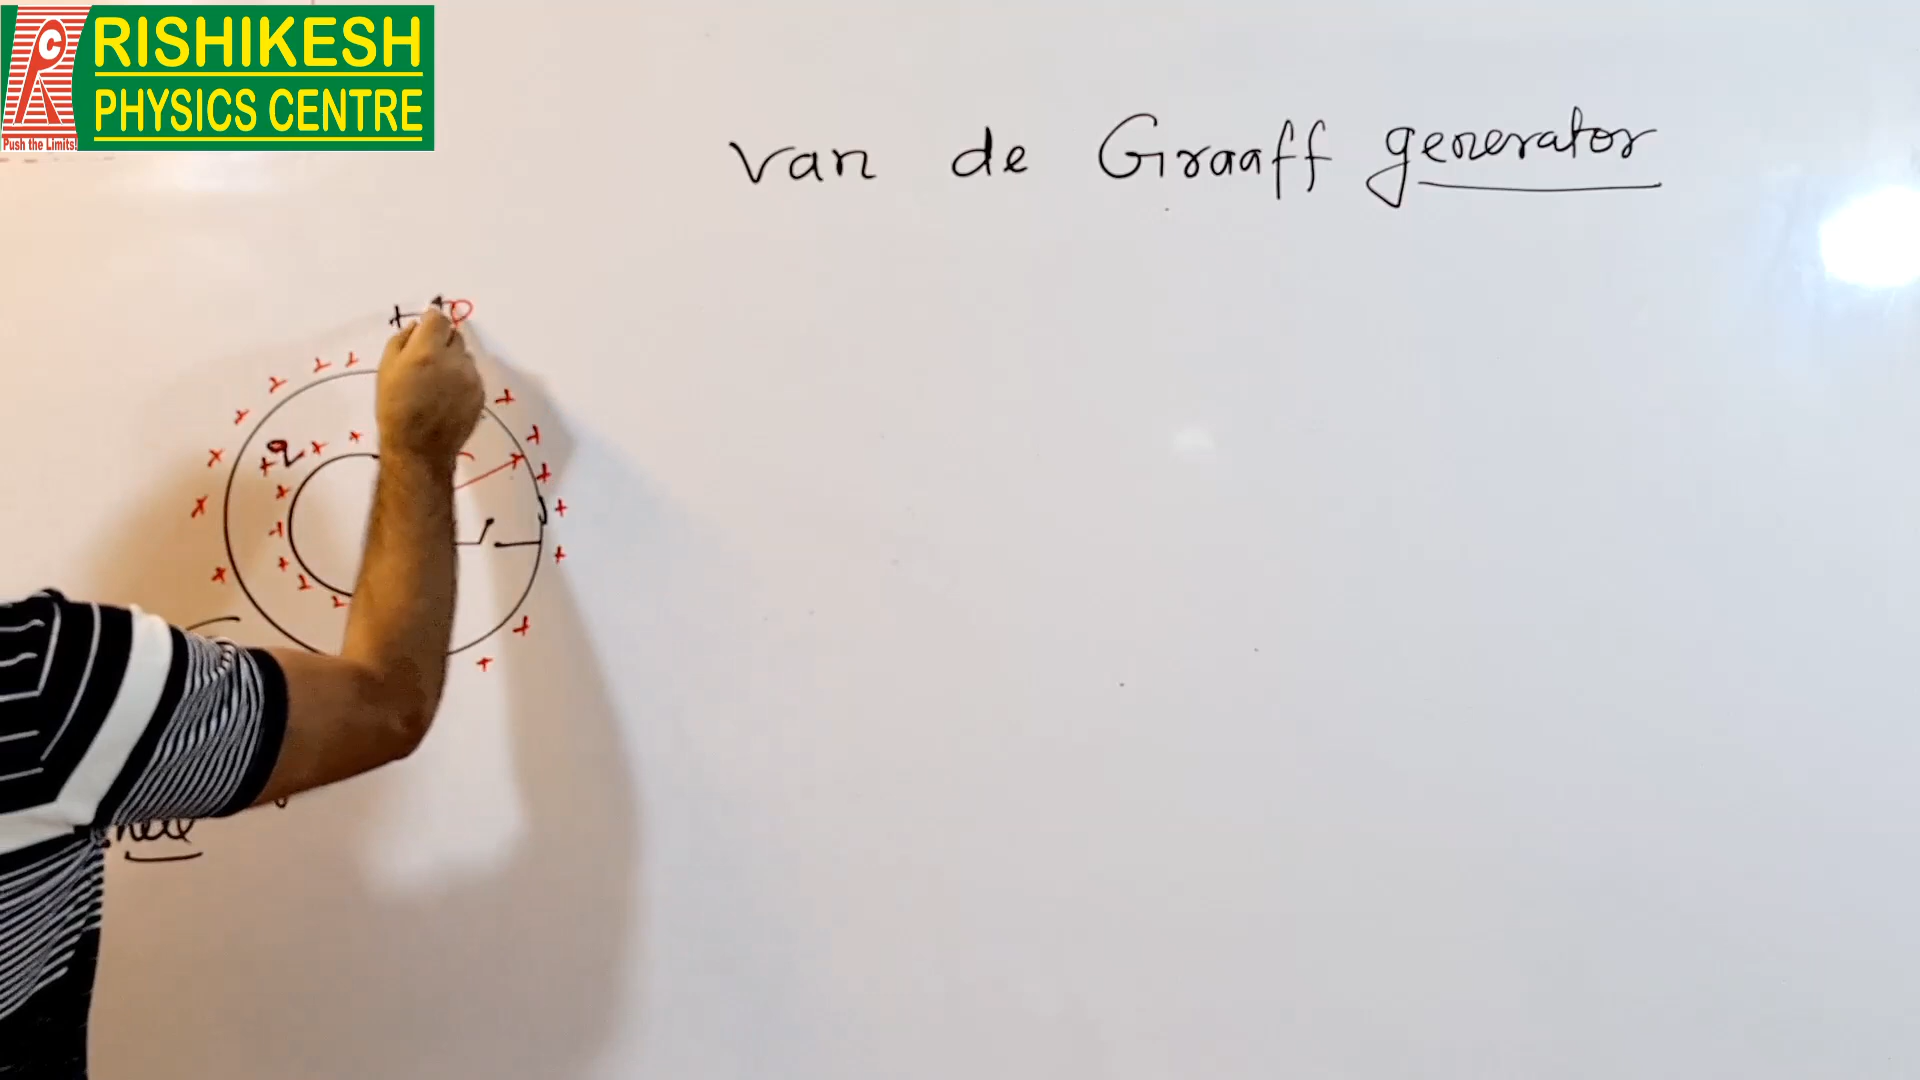 RISHIKESH
PHYSICS CENTRE
Push the Limits!
van de Graaff generator
+Q
q